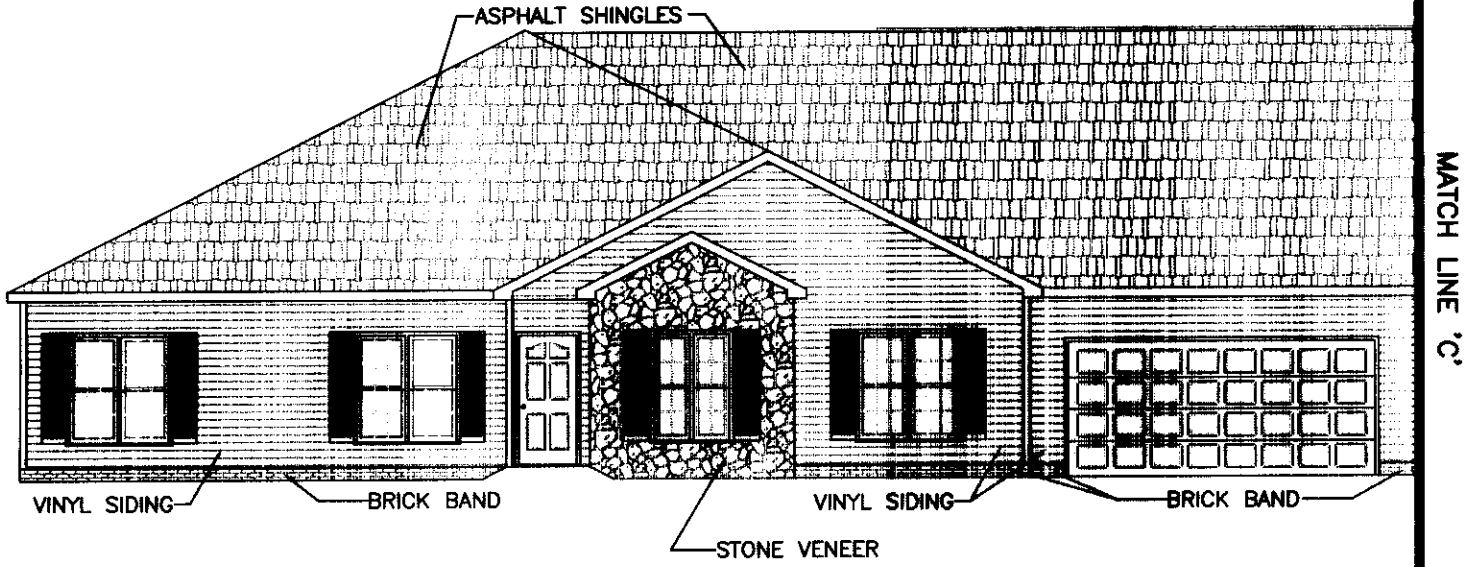 ASPHALT SHINGLES
MATCH LINE 'C'
VINYL SIDING
BRICK BAND
VINYL SIDING
BRICK BAND
STONE VENEER